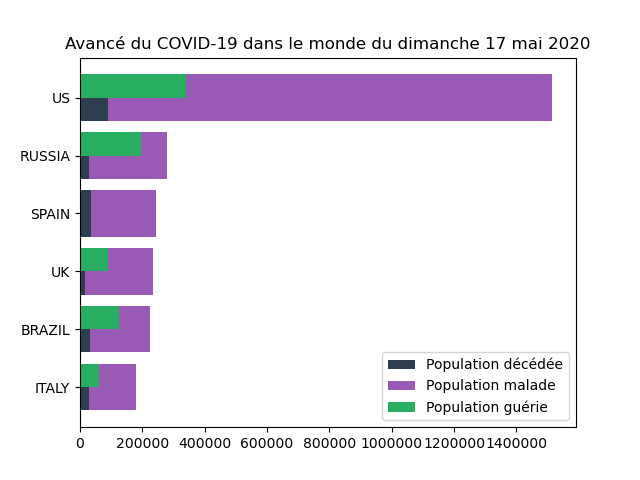 Avancé du COVID-19 dans le monde du dimanche 17 mai 2020
US
RUSSIA
SPAIN
UK
BRAZIL
ITALY
Population décédée
Population malade
Population guérie
0 200000 400000 600000 800000 1000000 1200000 1400000